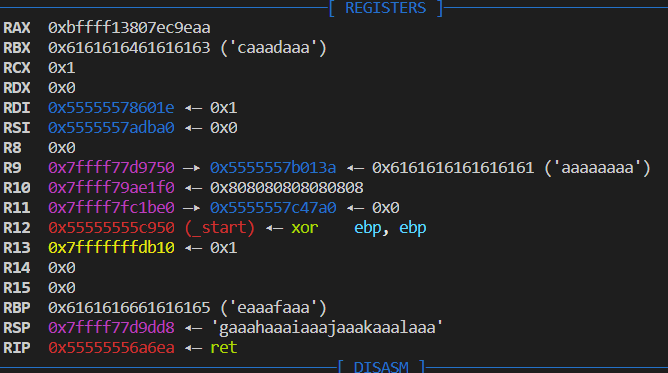 [ REGISTERS ]
RAX 0xbffff13807ec9eaa
RBX 0x6161616461616163 ('caaadaaa')
RCX 0x1
RDX 0x0
RDI 0x55555578601e ◂— 0x1
RSI 0x5555557adba0 ◂— 0x0
R8 0x0
R9 0x7ffff77d9750 —▸ 0x5555557b013a ◂— 0x6161616161616161 ('aaaaaaaa')
R10 0x7ffff79ae1f0 ◂— 0x808080808080808
R11 0x7ffff7fc1be0 —▸ 0x5555557c47a0 ◂— 0x0
R12 0x55555555c950 (_start) ◂— xor ebp, ebp
R13 0x7fffffffdb10 ◂— 0x1
R14 0x0
R15 0x0
RBP 0x6161616661616165 ('eaaafaaa')
RSP 0x7ffff77d9dd8 ◂— 'gaaahaaaiaaajaaakaaalaaa'
RIP 0x55555556a6ea ◂— ret
[ DISASM ]